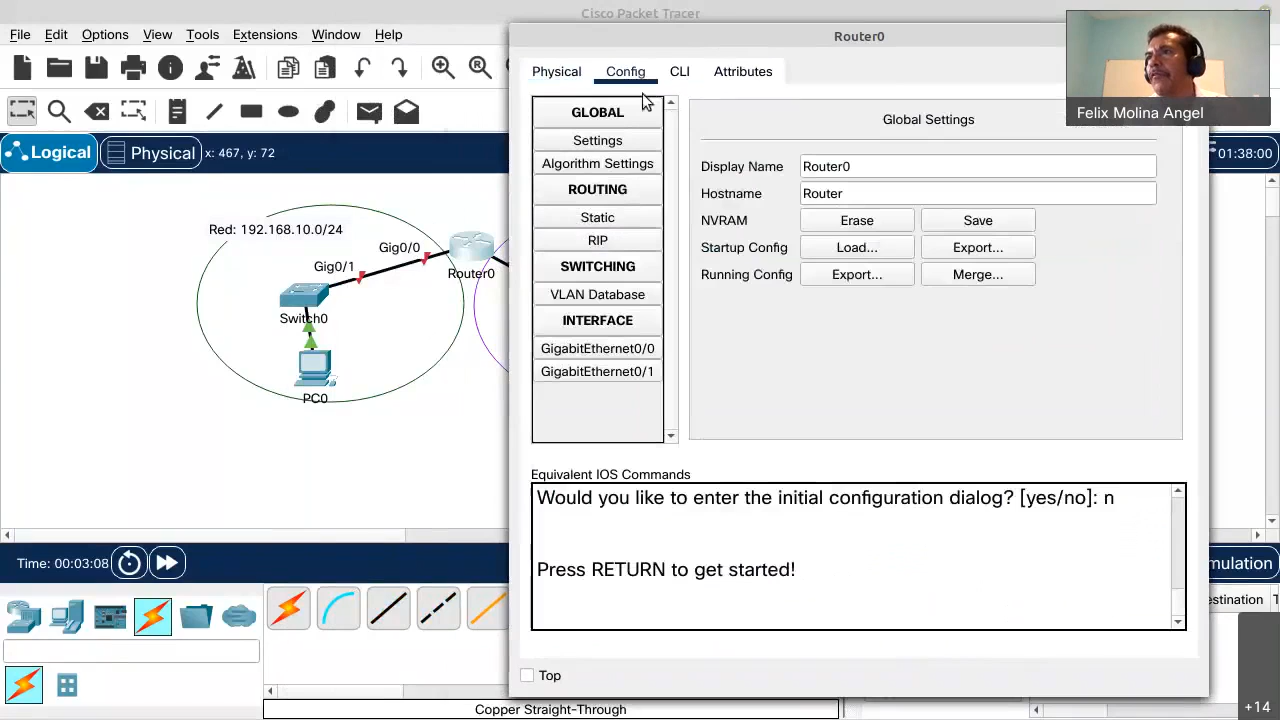 Cisco Packet Tracer
File Edit Options View Tools Extensions Window Help
Logical
Physical
x: 467, y: 72
01:38:00
Red: 192.168.10.0/24
Gig0/0
Gig0/1
Router0
Switch0
PC0
Router0
Physical Config CLI Attributes
GLOBAL
Settings
Algorithm Settings
ROUTING
Static
RIP
SWITCHING
VLAN Database
INTERFACE
GigabitEthernet0/0
GigabitEthernet0/1
Global Settings
Display Name Router0
Hostname Router
NVRAM Erase Save
Startup Config Load... Export...
Running Config Export... Merge...
Equivalent IOS Commands
Would you like to enter the initial configuration dialog? [yes/no]: n
Press RETURN to get started!
Top
Felix Molina Angel
Time: 00:03:08
imulation
estination
Copper Straight-Through
+14